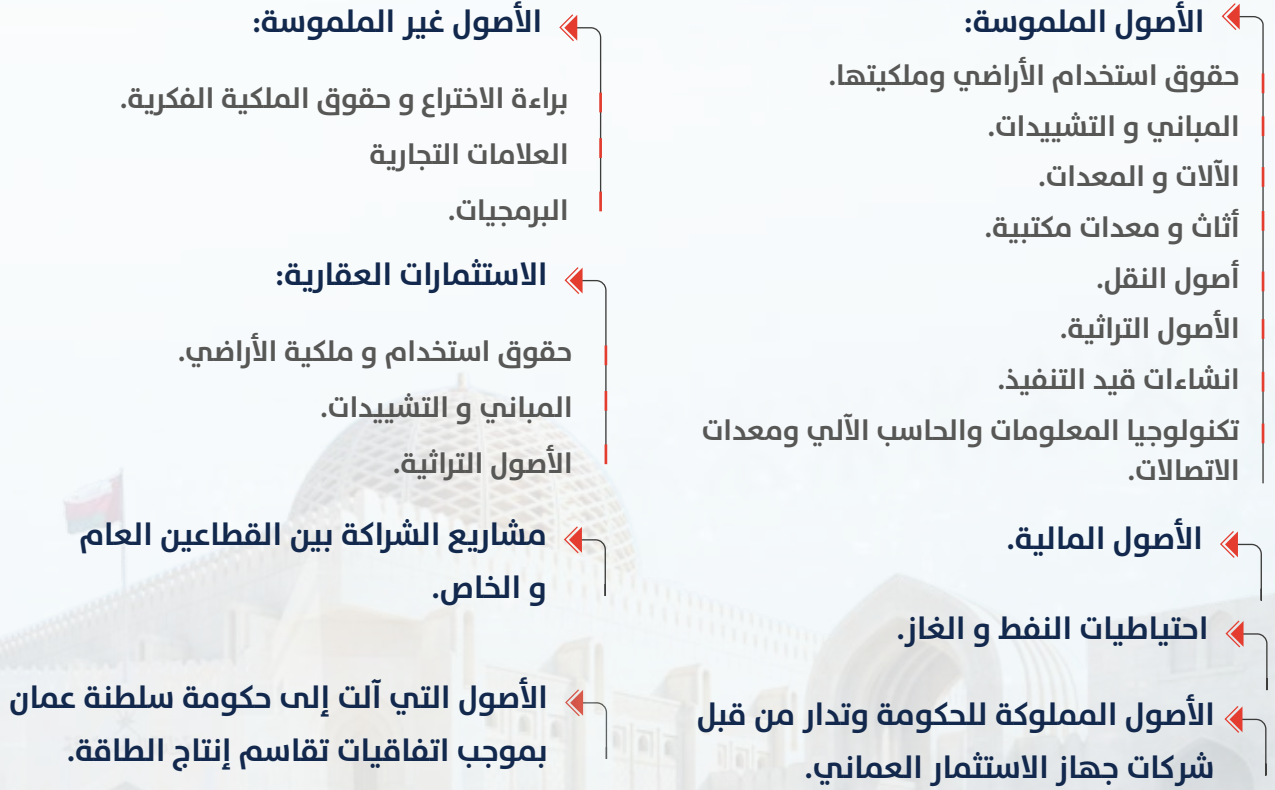 الأصول الملموسة:
حقوق استخدام الأراضي وملكيتها.
المباني و التشييدات.
الآلات و المعدات.
أثاث و معدات مكتبية.
أصول النقل.
الأصول التراثية.
انشاءات قيد التنفيذ.
تكنولوجيا المعلومات والحاسب الآلي ومعدات
الاتصالات.
الأصول المالية.
احتياطيات النفط و الغاز.
الأصول المملوكة للحكومة وتدار من قبل
شركات جهاز الاستثمار العماني.
الأصول غير الملموسة:
براءة الاختراع و حقوق الملكية الفكرية.
العلامات التجارية
البرمجيات.
الاستثمارات العقارية:
حقوق استخدام و ملكية الأراضي.
المباني و التشييدات.
الأصول التراثية.
مشاريع الشراكة بين القطاعين العام
و الخاص.
الأصول التي آلت إلى حكومة سلطنة عمان
بموجب اتفاقيات تقاسم إنتاج الطاقة.